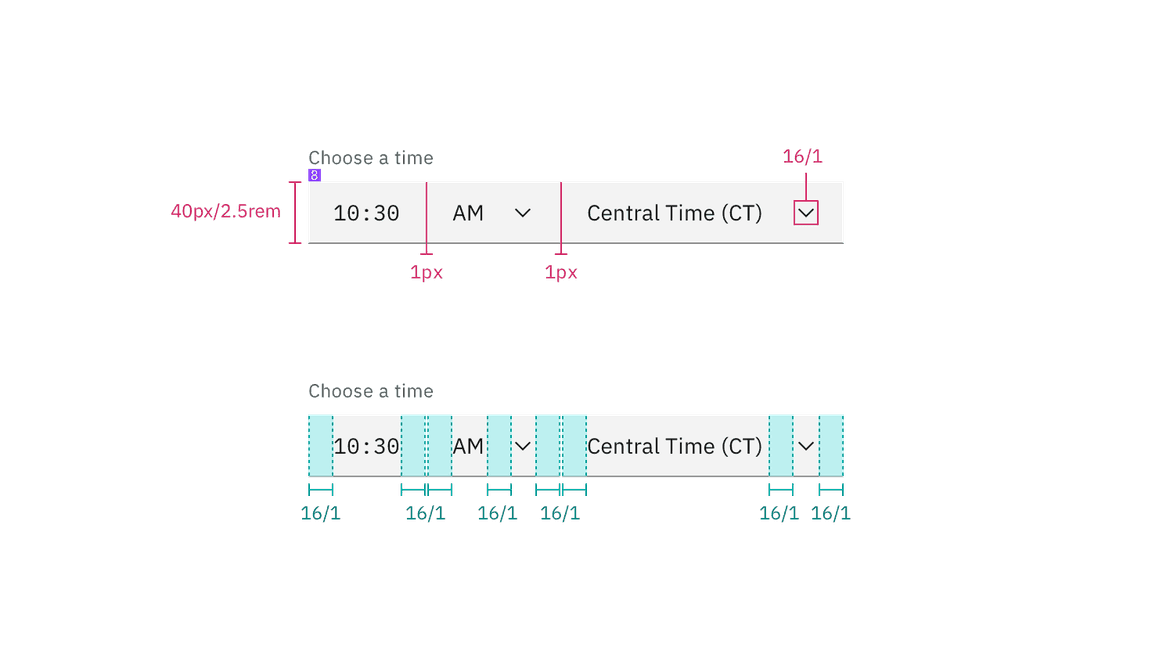 Choose a time
16/1
8
40px/2.5rem
10:30 AM Central Time (CT)
1px 1px
Choose a time
10:30 AM Central Time (CT)
16/1 16/1 16/1 16/1 16/1 16/1